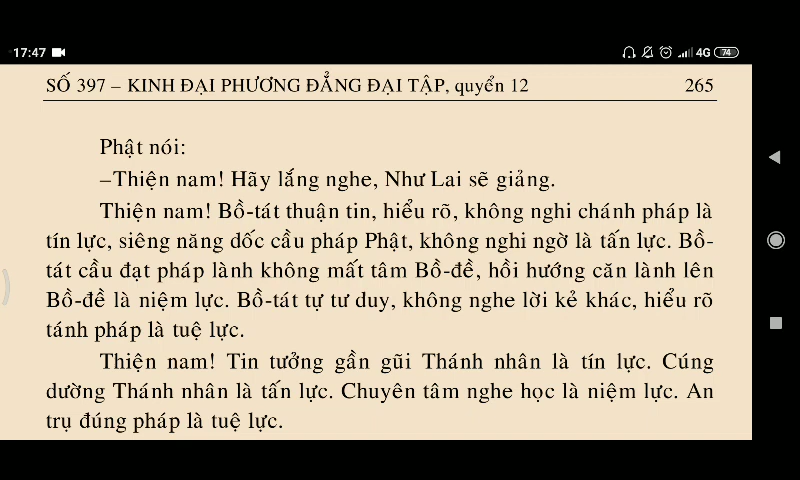 17:47
4G 74
SỐ 397 – KINH ĐẠI PHƯƠNG ĐẲNG ĐẠI TẬP, quyển 12 265
Phật nói:
–Thiện nam! Hãy lắng nghe, Như Lai sẽ giảng.
Thiện nam! Bồ-tát thuận tin, hiểu rõ, không nghi chánh pháp là
tín lực, siêng năng dốc cầu pháp Phật, không nghi ngờ là tấn lực. Bồ-
tát cầu đạt pháp lành không mất tâm Bồ-đề, hồi hướng căn lành lên
Bồ-đề là niệm lực. Bồ-tát tự tư duy, không nghe lời kẻ khác, hiểu rõ
tánh pháp là tuệ lực.
Thiện nam! Tin tưởng gần gũi Thánh nhân là tín lực. Cúng
dường Thánh nhân là tấn lực. Chuyên tâm nghe học là niệm lực. An
trụ đúng pháp là tuệ lực.